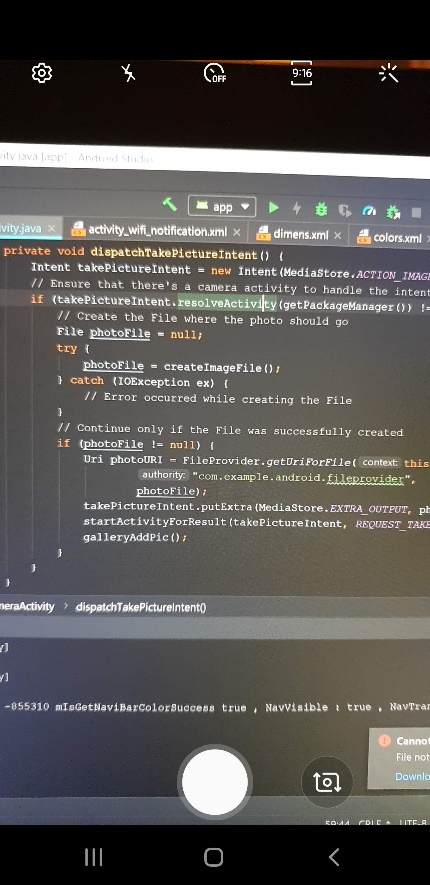 OFF
9:16
vity.java [app] - Android Studio
app
ivity.java × activity_wifi_notification.xml × dimens.xml × colors.xml
private void dispatchTakePictureIntent() {
Intent takePictureIntent = new Intent(MediaStore.ACTION_IMAG
// Ensure that there's a camera activity to handle the intent
if (takePictureIntent.resolveActivity(getPackageManager()) !=
// Create the File where the photo should go
File photoFile = null;
try {
photoFile = createImageFile();
} catch (IOException ex) {
// Error occurred while creating the File
}
// Continue only if the File was successfully created
if (photoFile != null) {
Uri photoURI = FileProvider.getUriForFile( context: this
authority: "com.example.android.fileprovider",
photoFile);
takePictureIntent.putExtra(MediaStore.EXTRA_OUTPUT, ph
startActivityForResult(takePictureIntent, REQUEST_TAKE
galleryAddPic();
}
}
}
meraActivity › dispatchTakePictureIntent()
y]
y]
-855310 mIsGetNaviBarColorSuccess true , NavVisible : true , NavTran
Canno
File not
Downlo
59:44 CRLF UTF-8